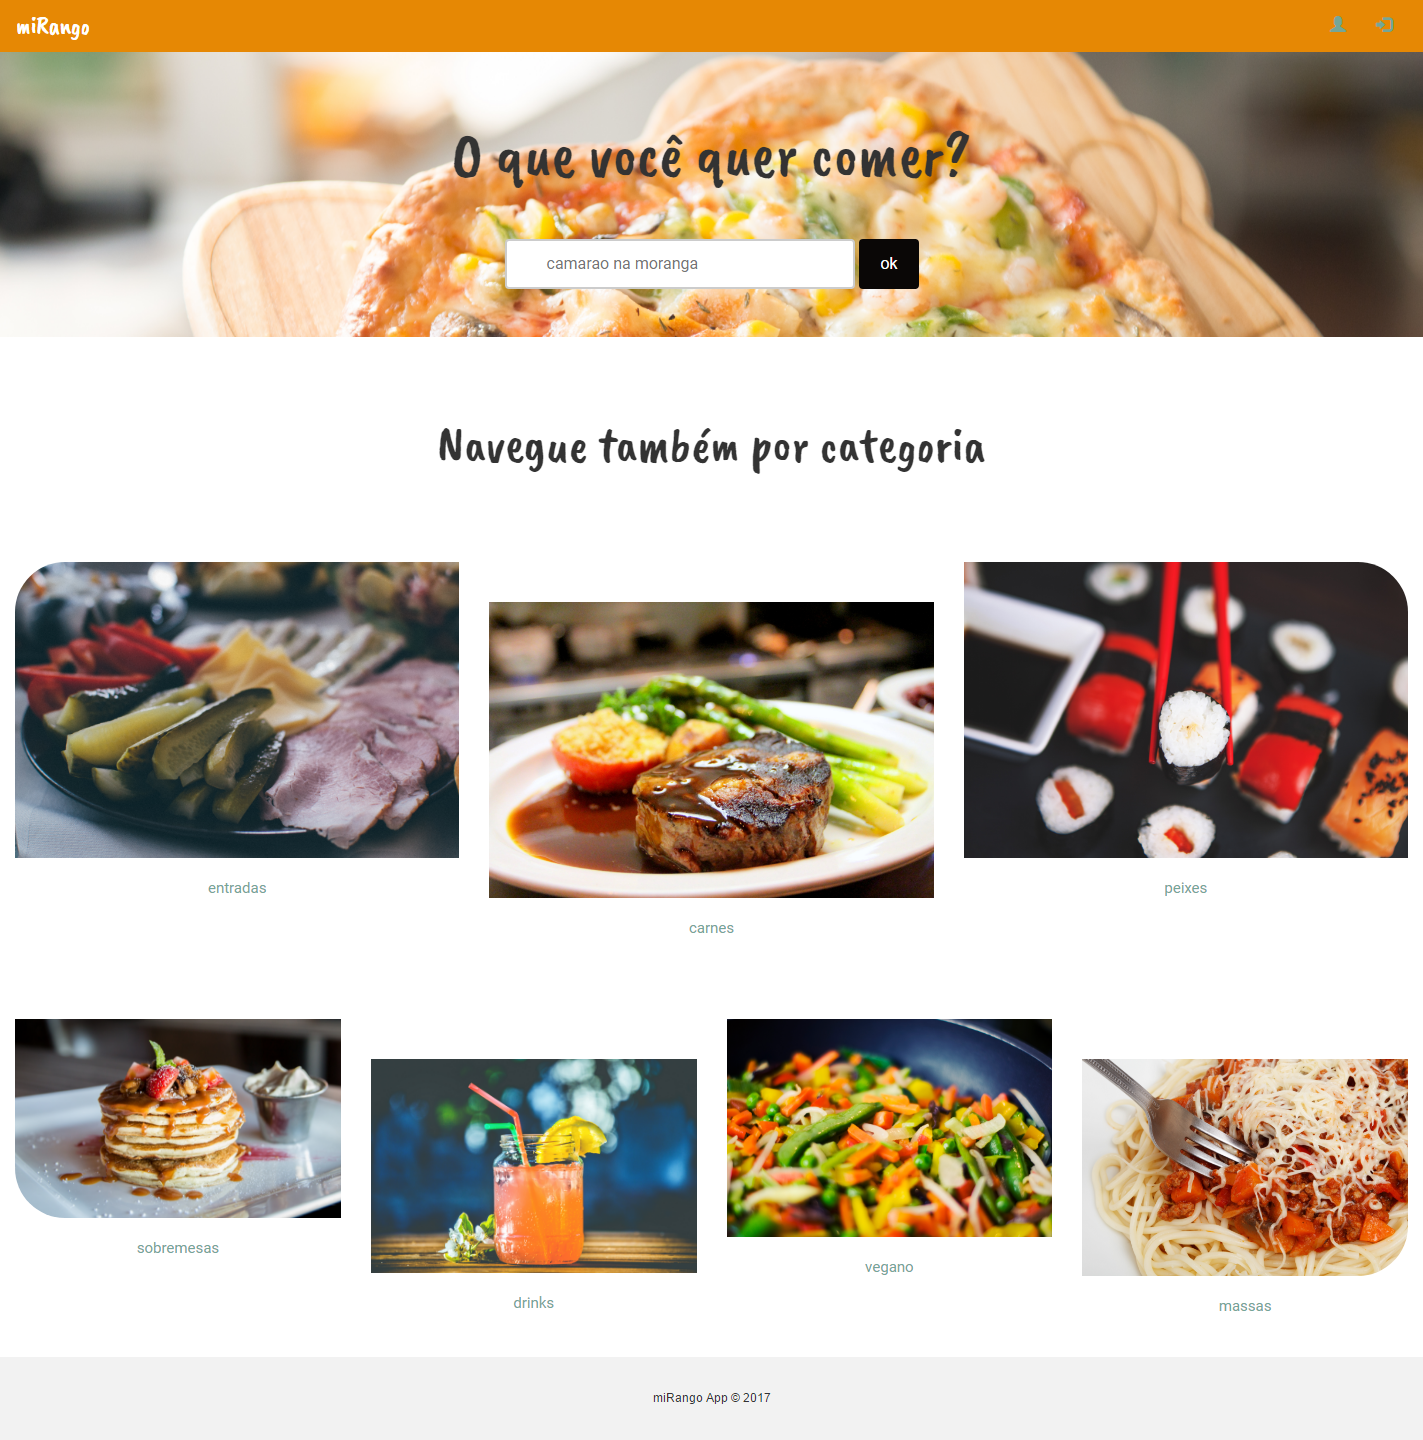 miRango
O que você quer comer?
camarao na moranga
ok
Navegue também por categoria
entradas
peixes
carnes
sobremesas
drinks
vegano
massas
miRango App © 2017